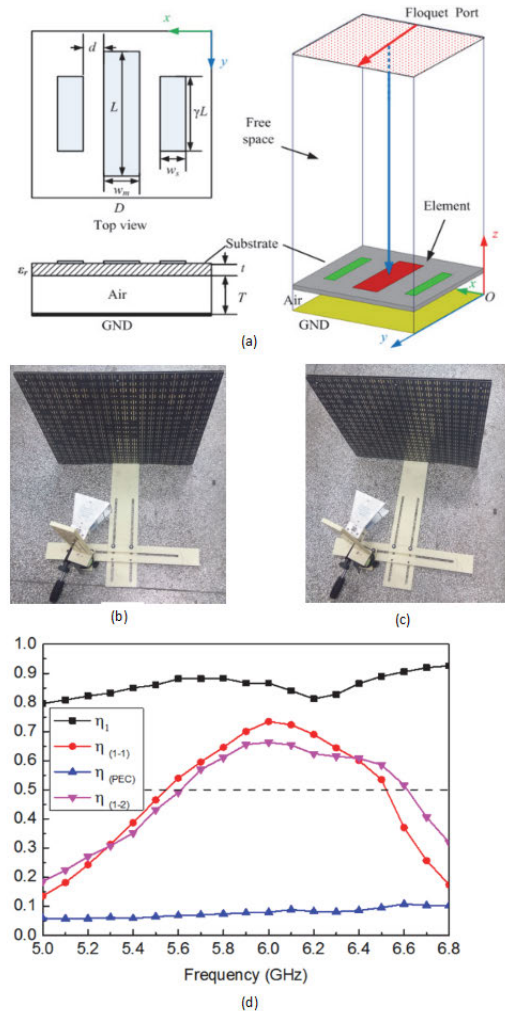 Floquet Port
x
d
y
L
γL
Free
space
w_m
w_s
D
Top view
Element
Substrate
z
ε_r
t
Air
T
Air
x
O
GND
GND
y
(a)
(b)
(c)
1.0
0.9
0.8
0.7
η_1
0.6
η_(1-1)
0.5
η_(PEC)
0.4
η_(1-2)
0.3
0.2
0.1
0.0
5.0 5.2 5.4 5.6 5.8 6.0 6.2 6.4 6.6 6.8
Frequency (GHz)
(d)